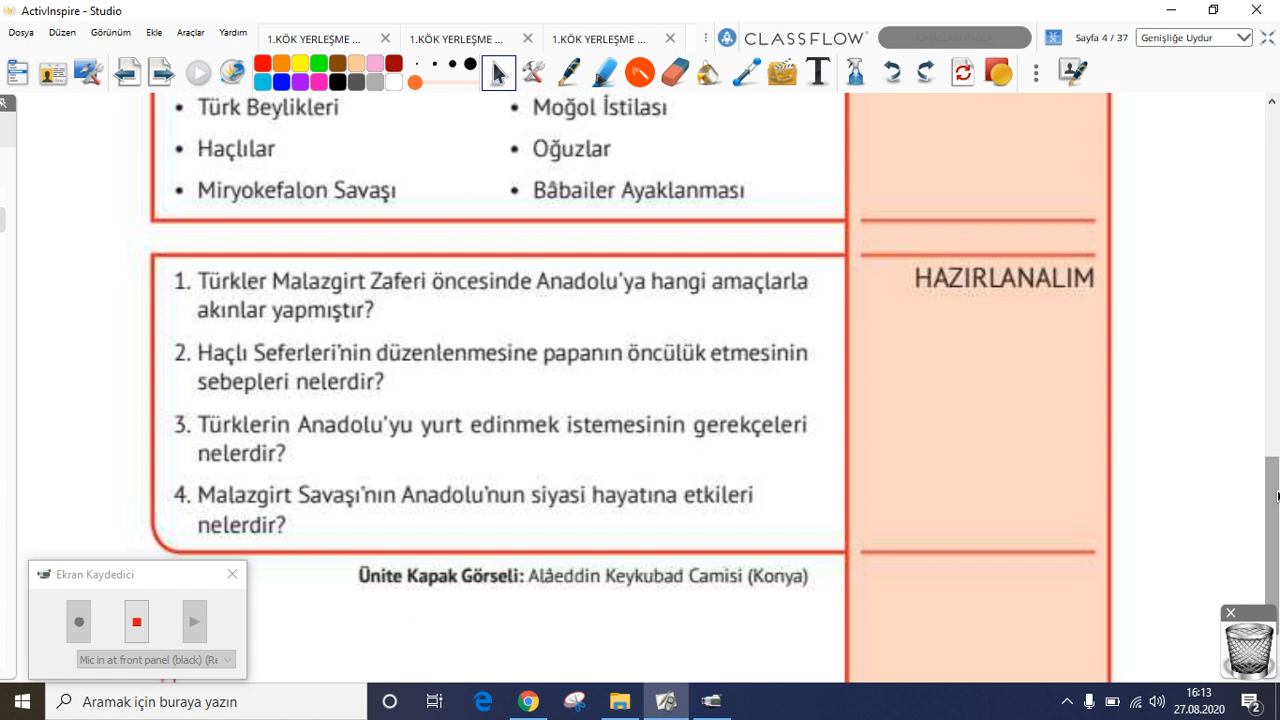 ActivInspire - Studio
Dosya Düzen Görünüm Ekle Araçlar Yardım
1.KÖK YERLEŞME ... 1.KÖK YERLEŞME ... 1.KÖK YERLEŞME ...
CLASSFLOW
Sayfa 4 / 37
Genişliğe Uydur
• Türk Beylikleri
• Moğol İstilası
• Haçlılar
• Oğuzlar
• Miryokefalon Savaşı
• Bâbailer Ayaklanması
HAZIRLANALIM
1. Türkler Malazgirt Zaferi öncesinde Anadolu'ya hangi amaçlarla
akınlar yapmıştır?
2. Haçlı Seferleri'nin düzenlenmesine papanın öncülük etmesinin
sebepleri nelerdir?
3. Türklerin Anadolu'yu yurt edinmek istemesinin gerekçeleri
nelerdir?
4. Malazgirt Savaşı'nın Anadolu'nun siyasi hayatına etkileri
nelerdir?
Ünite Kapak Görseli: Alâeddin Keykubad Camisi (Konya)
Ekran Kaydedici
Mic in at front panel (black) (Re
Aramak için buraya yazın
16:13
27.08.2020
2